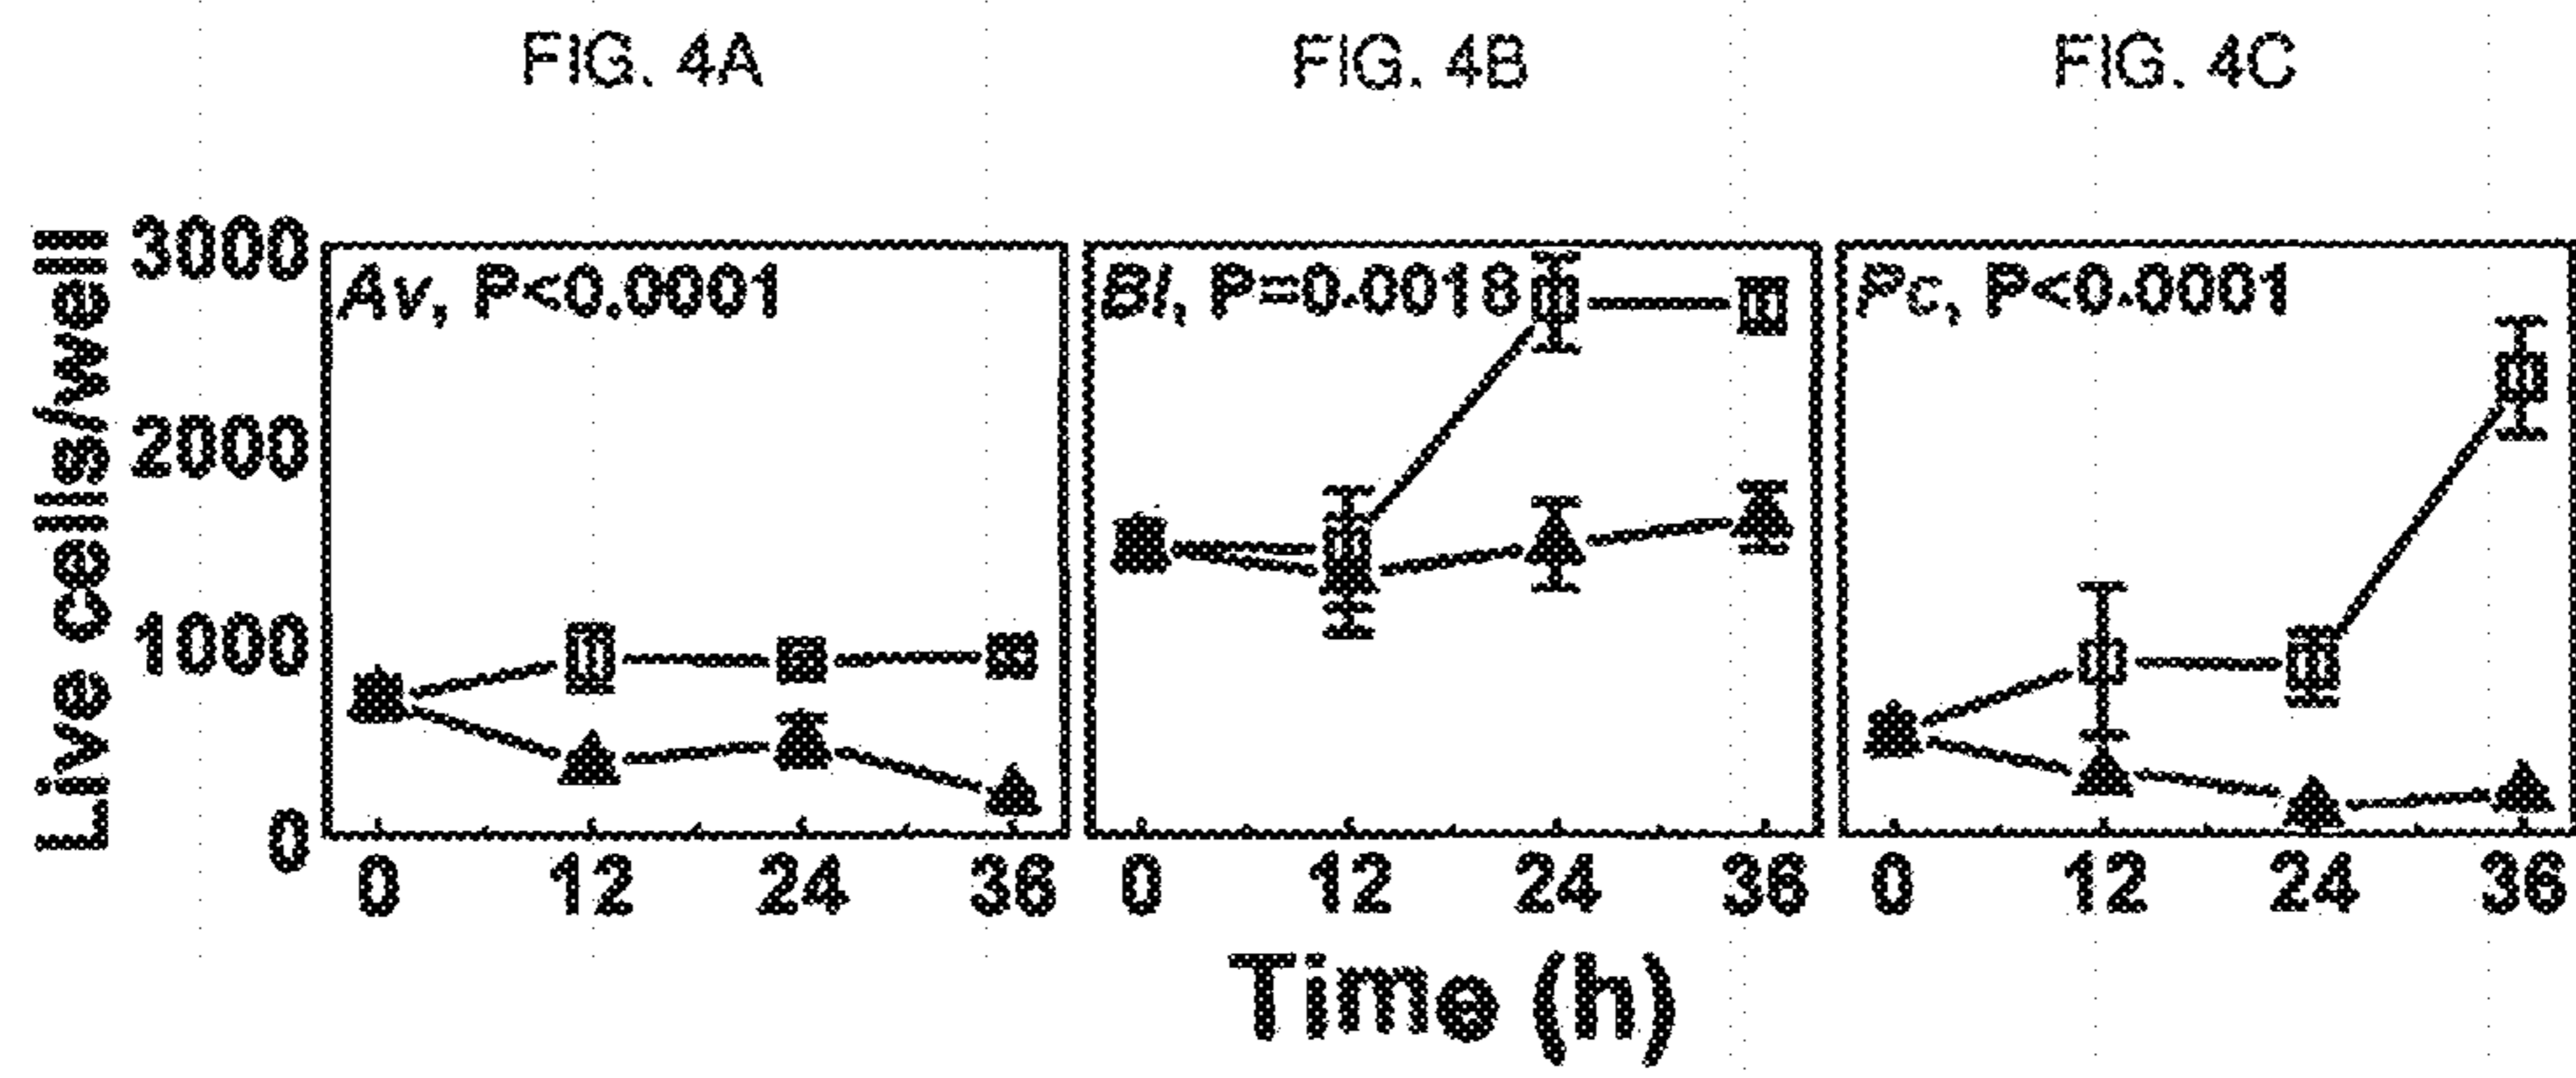 FIG. 4A
FIG. 4B
FIG. 4C
Live cells/well
3000
2000
1000
0
Av, P<0.0001
Bl, P=0.0018
Pc, P<0.0001
0 12 24 36
0 12 24 36
0 12 24 36
Time (h)